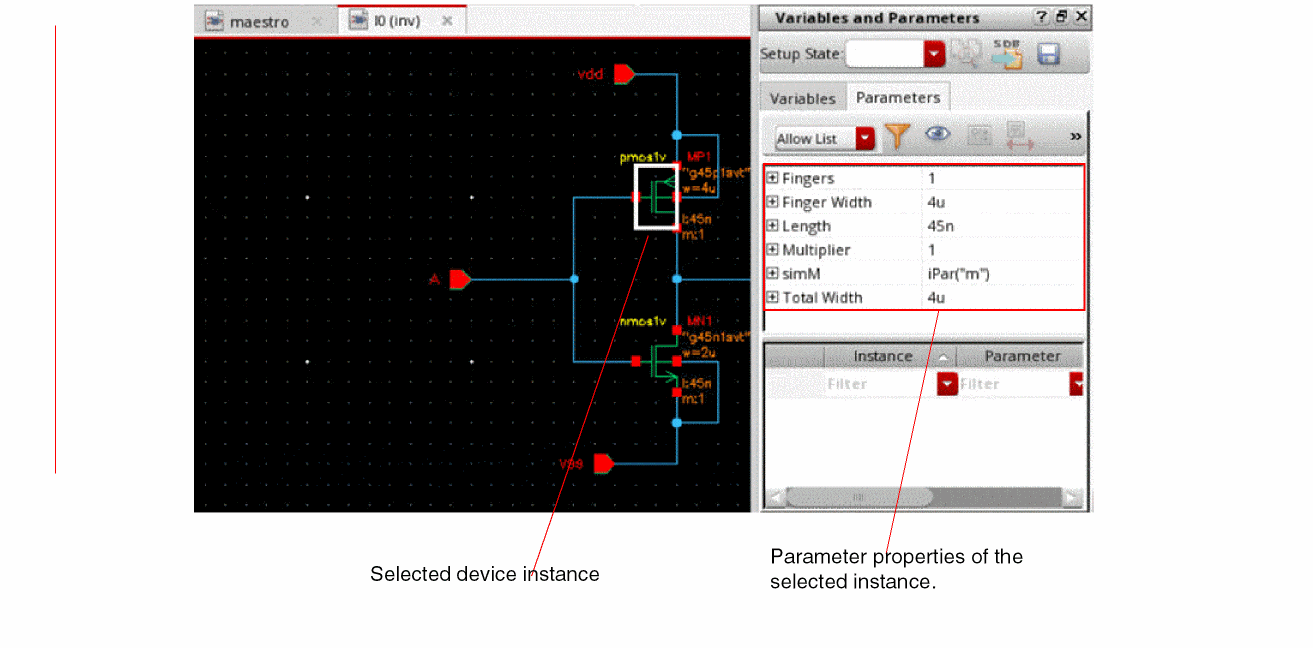 maestro
I0 (inv)
Variables and Parameters
Setup State:
SDB
Variables
Parameters
Allow List
Fingers 1
Finger Width 4u
Length 45n
Multiplier 1
simM iPar("m")
Total Width 4u
Instance
Parameter
Filter
Filter
vdd
pmos1v
MP1
"g45p1svt"
w=4u
l:45n
m:1
A
nmos1v
MN1
"g45n1svt"
w=2u
l:45n
m:1
vss
Selected device instance
Parameter properties of the
selected instance.